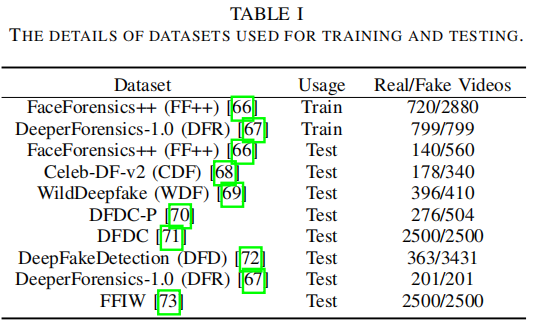 TABLE I
THE DETAILS OF DATASETS USED FOR TRAINING AND TESTING.
Dataset Usage Real/Fake Videos
FaceForensics++ (FF++) [66] Train 720/2880
DeeperForensics-1.0 (DFR) [67] Train 799/799
FaceForensics++ (FF++) [66] Test 140/560
Celeb-DF-v2 (CDF) [68] Test 178/340
WildDeepfake (WDF) [69] Test 396/410
DFDC-P [70] Test 276/504
DFDC [71] Test 2500/2500
DeepFakeDetection (DFD) [72] Test 363/3431
DeeperForensics-1.0 (DFR) [67] Test 201/201
FFIW [73] Test 2500/2500